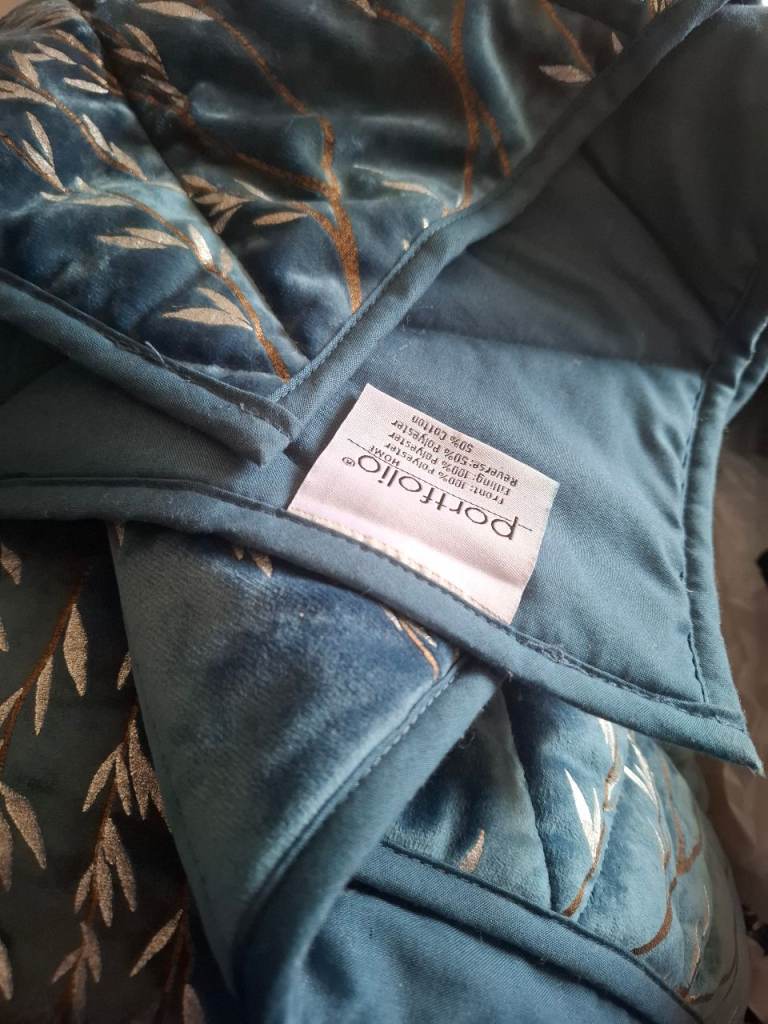 portfolio®
HOME
Front: 100% Polyester
Filling: 100% Polyester
Reverse: 50% Polyester
50% Cotton